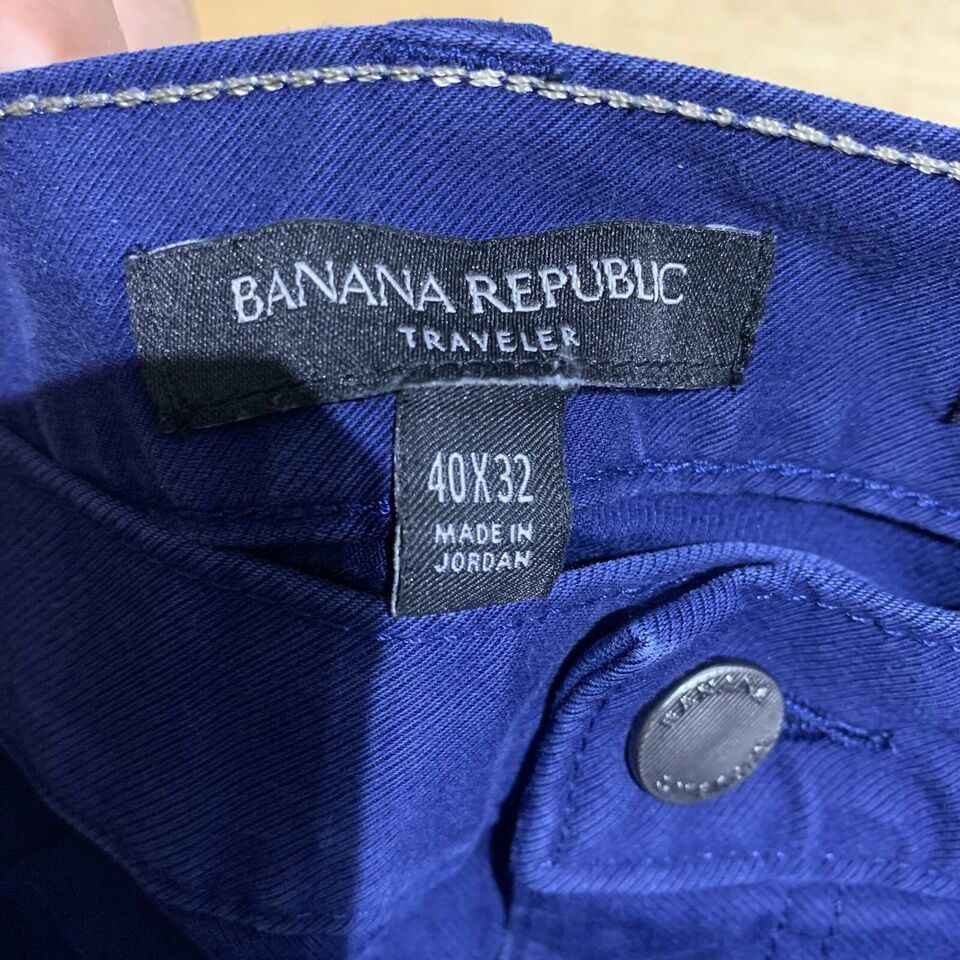 BANANA REPUBLIC
TRAVELER
40X32
MADE IN
JORDAN